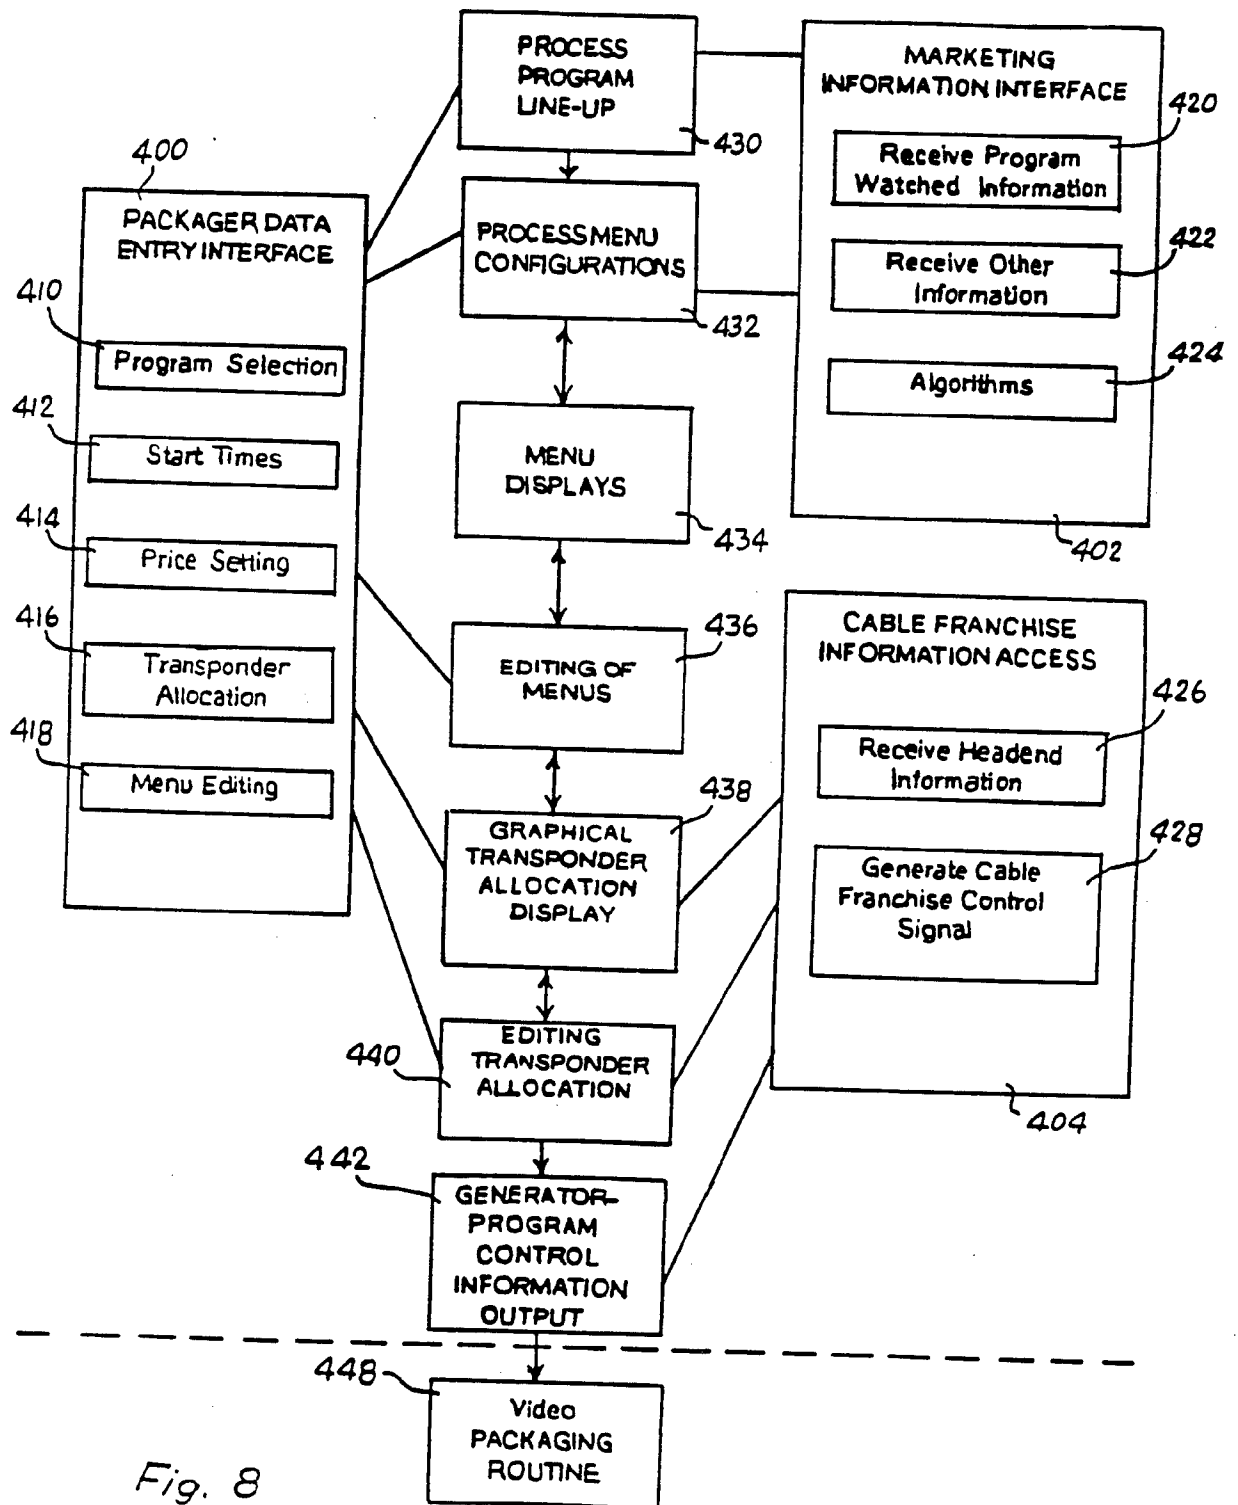 PROCESS
PROGRAM
LINE-UP
430
PROCESS MENU
CONFIGURATIONS
432
MENU
DISPLAYS
434
436
EDITING OF
MENUS
438
GRAPHICAL
TRANSPONDER
ALLOCATION
DISPLAY
440
EDITING
TRANSPONDER
ALLOCATION
442
GENERATOR-
PROGRAM
CONTROL
INFORMATION
OUTPUT
448
Video
PACKAGING
ROUTINE
400
PACKAGER DATA
ENTRY INTERFACE
410
Program Selection
412
Start Times
414
Price Setting
416
Transponder
Allocation
418
Menu Editing
MARKETING
INFORMATION INTERFACE
420
Receive Program
Watched Information
422
Receive Other
Information
424
Algorithms
402
CABLE FRANCHISE
INFORMATION ACCESS
426
Receive Headend
Information
428
Generate Cable
Franchise Control
Signal
404
Fig. 8